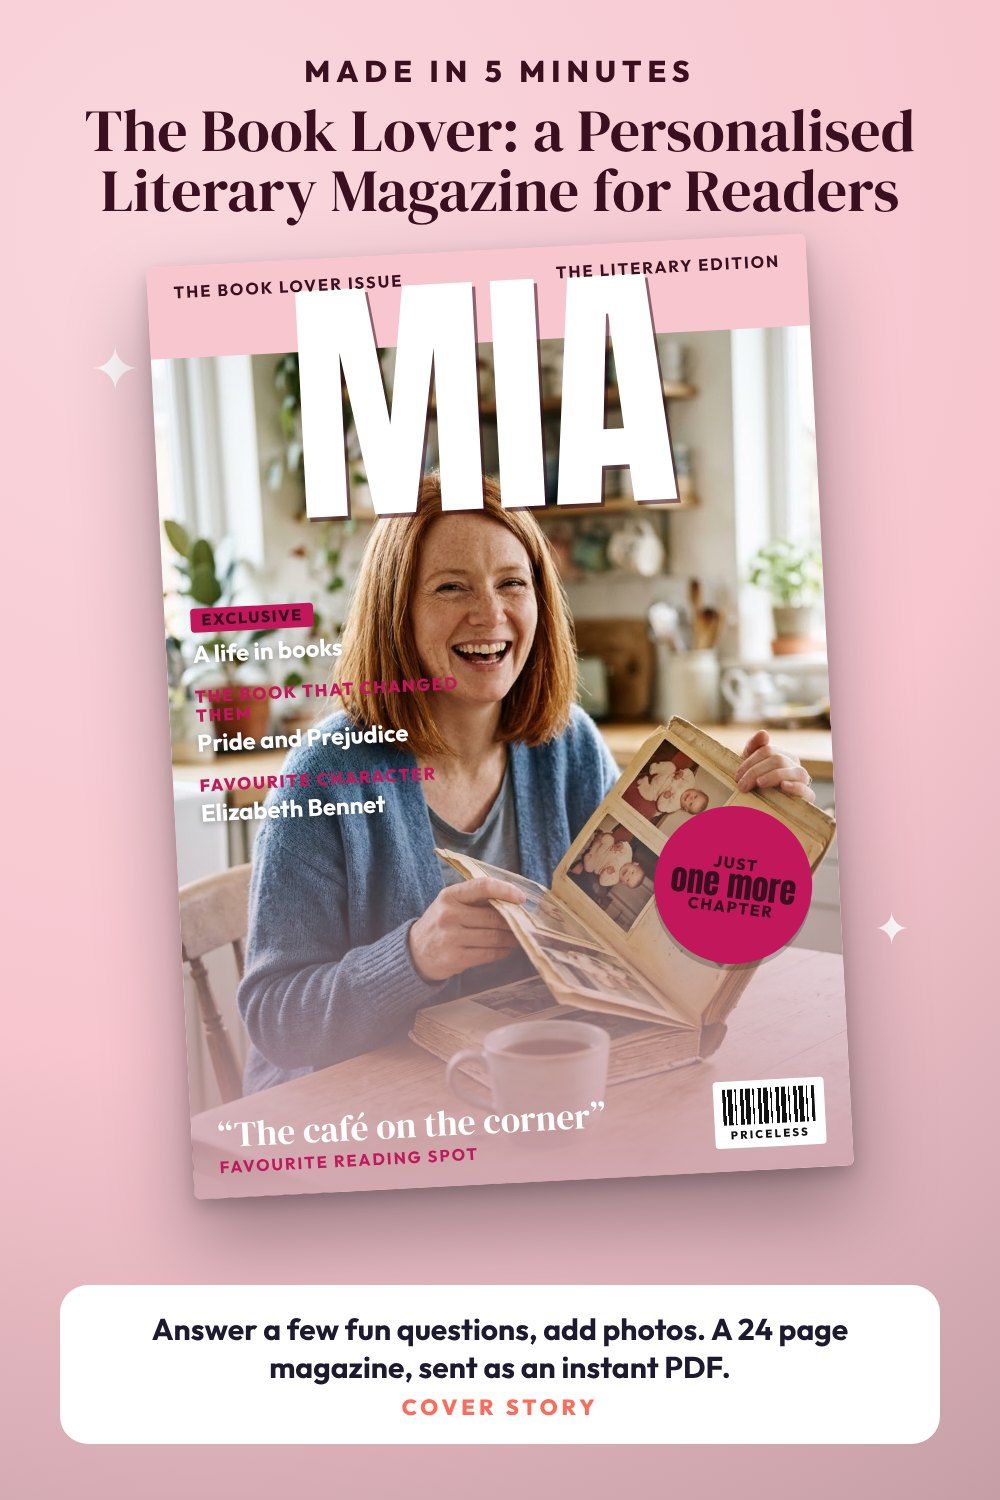 MADE IN 5 MINUTES
The Book Lover: a Personalised
Literary Magazine for Readers
THE BOOK LOVER ISSUE
THE LITERARY EDITION
MIA
EXCLUSIVE
A life in books
THE BOOK THAT CHANGED
THEM
Pride and Prejudice
FAVOURITE CHARACTER
Elizabeth Bennet
JUST
one more
CHAPTER
“The café on the corner”
FAVOURITE READING SPOT
PRICELESS
Answer a few fun questions, add photos. A 24 page
magazine, sent as an instant PDF.
COVER STORY